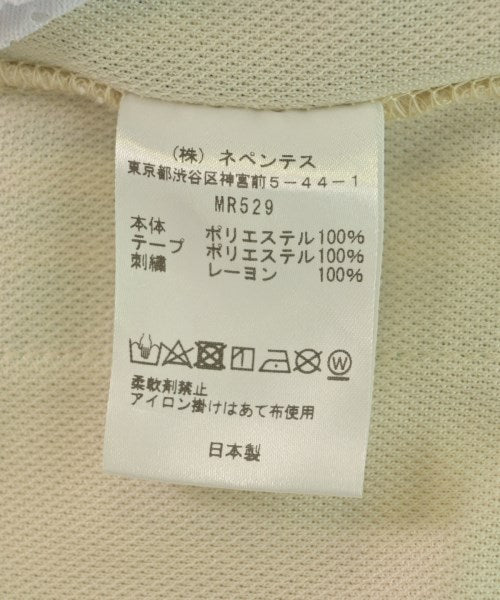 （株）ネペンテス
東京都渋谷区神宮前5-44-1
MR529
本体 ポリエステル100%
テープ ポリエステル100%
刺繍 レーヨン 100%
W
柔軟剤禁止
アイロン掛けはあて布使用
日本製